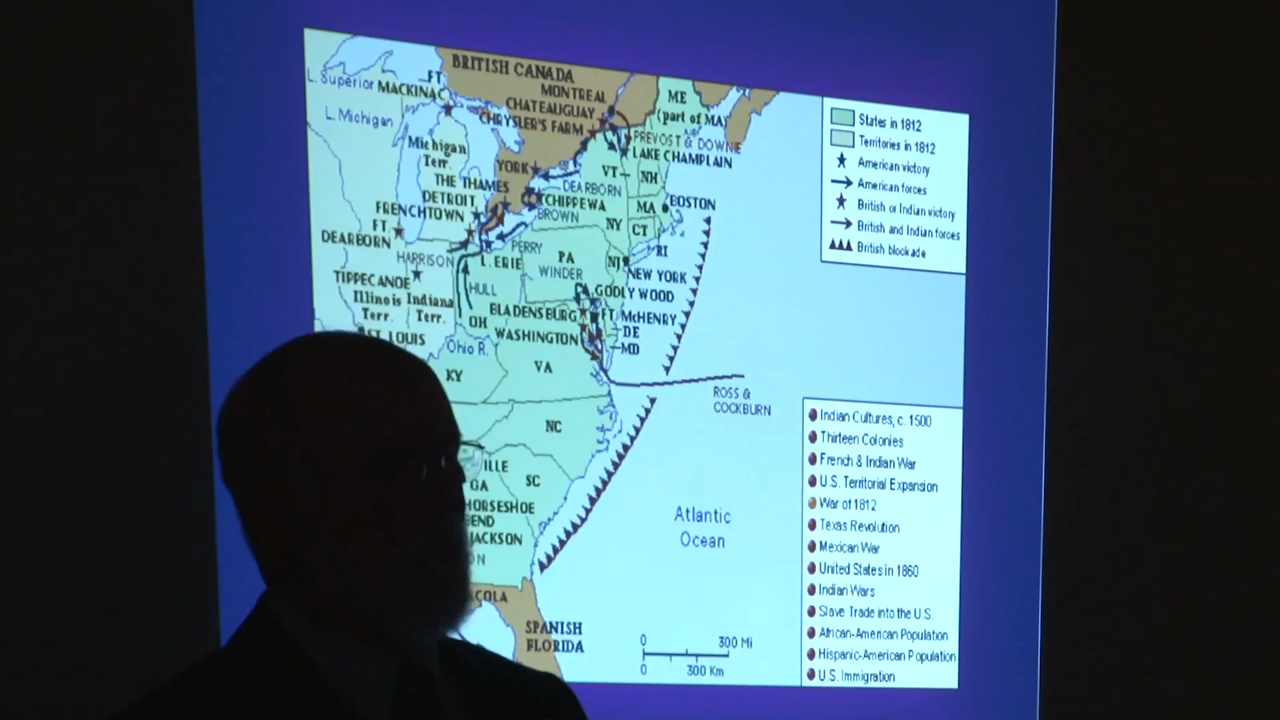 BRITISH CANADA
FT.
MACKINAC
L. Superior
MONTREAL
CHATEAUGUAY
CHRYSLER'S FARM
ME
(part of MA)
L. Michigan
PREVOST & DOWNE
LAKE CHAMPLAIN
Michigan
Terr.
YORK
VT
NH
THE THAMES
DEARBORN
DETROIT
CHIPPEWA
MA
BOSTON
FRENCHTOWN
BROWN
FT.
DEARBORN
NY
CT
PERRY
RI
HARRISON
L. ERIE
PA
NJ
WINDER
NEW YORK
TIPPECANOE
HULL
GODLY WOOD
Illinois
Terr.
Indiana
Terr.
BLADENSBURG
FT. McHENRY
OH
DE
ST. LOUIS
WASHINGTON
MD
Ohio R.
VA
KY
ROSS &
COCKBURN
NC
ILLE
GA
SC
HORSESHOE
BEND
JACKSON
ON
Atlantic
Ocean
COLA
SPANISH
FLORIDA
0 300 Mi
0 300 Km
States in 1812
Territories in 1812
American victory
American forces
British or Indian victory
British and Indian forces
British blockade
Indian Cultures, c. 1500
Thirteen Colonies
French & Indian War
U.S. Territorial Expansion
War of 1812
Texas Revolution
Mexican War
United States in 1860
Indian Wars
Slave Trade into the U.S.
African-American Population
Hispanic-American Population
U.S. Immigration